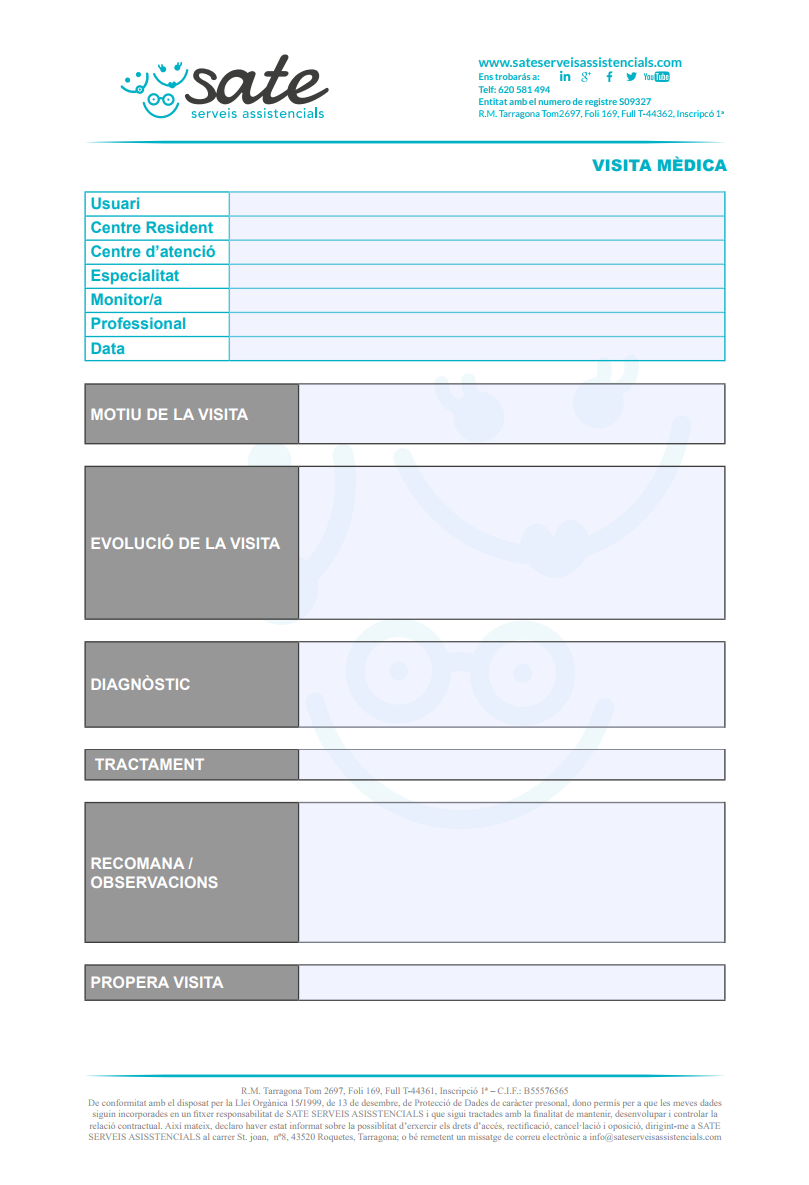 sate
serveis assistencials
www.sateserveisassistencials.com
Ens trobarás a: in g+ f YouTube
Telf: 620 581 494
Entitat amb el numero de registre S09327
R.M. Tarragona Tom2697, Foli 169, Full T-44362, Inscripcó 1ª
VISITA MÈDICA
Usuari
Centre Resident
Centre d’atenció
Especialitat
Monitor/a
Professional
Data
MOTIU DE LA VISITA
EVOLUCIÓ DE LA VISITA
DIAGNÒSTIC
TRACTAMENT
RECOMANA /
OBSERVACIONS
PROPERA VISITA
R.M. Tarragona Tom 2697, Foli 169, Full T-44361, Inscripció 1ª – C.I.F.: B55576565
De conformitat amb el disposat per la Llei Orgànica 15/1999, de 13 de desembre, de Protecció de Dades de caràcter presonal, dono permis per a que les meves dades
siguin incorporades en un fitxer responsabilitat de SATE SERVEIS ASISSTENCIALS i que sigui tractades amb la finalitat de mantenir, desenvolupar i controlar la
relació contractual. Així mateix, declaro haver estat informat sobre la possiblitat d’exercir els drets d’accés, rectificació, cancel·lació i oposició, dirigint-me a SATE
SERVEIS ASISSTENCIALS al carrer St. joan, nº8, 43520 Roquetes, Tarragona; o bé remetent un missatge de correu electrònic a info@sateserveisassistencials.com